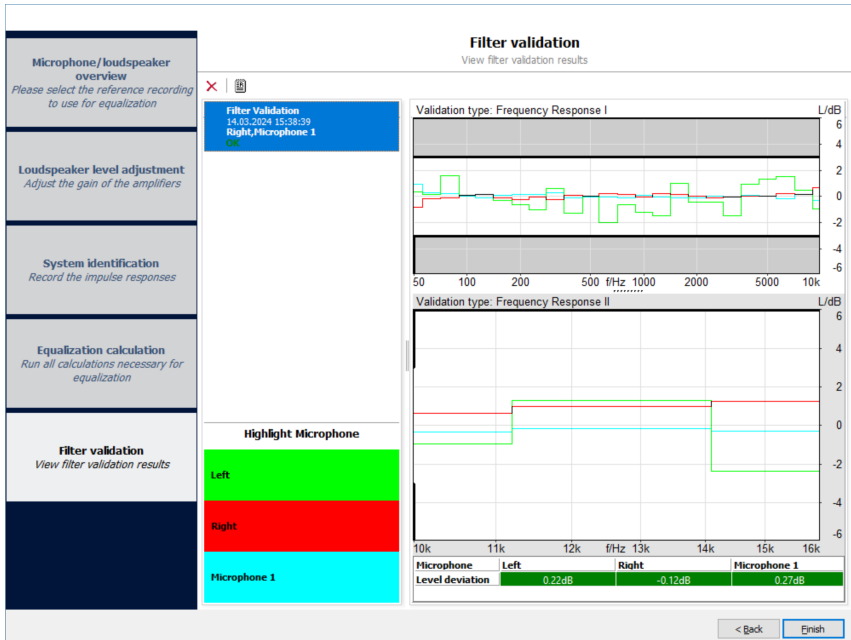 Filter validation
View filter validation results
Microphone/loudspeaker
overview
Please select the reference recording
to use for equalization
Loudspeaker level adjustment
Adjust the gain of the amplifiers
System identification
Record the impulse responses
Equalization calculation
Run all calculations necessary for
equalization
Filter validation
View filter validation results
Filter Validation
14.03.2024 15:38:39
Right,Microphone 1
OK
Highlight Microphone
Left
Right
Microphone 1
Validation type: Frequency Response I L/dB
6
4
2
0
-2
-4
-6
50 100 200 500 f/Hz 1000 2000 5000 10k
Validation type: Frequency Response II L/dB
6
4
2
0
-2
-4
-6
10k 11k 12k f/Hz 13k 14k 15k 16k
Microphone Left Right Microphone 1
Level deviation 0.22dB -0.12dB 0.27dB
< Back Finish